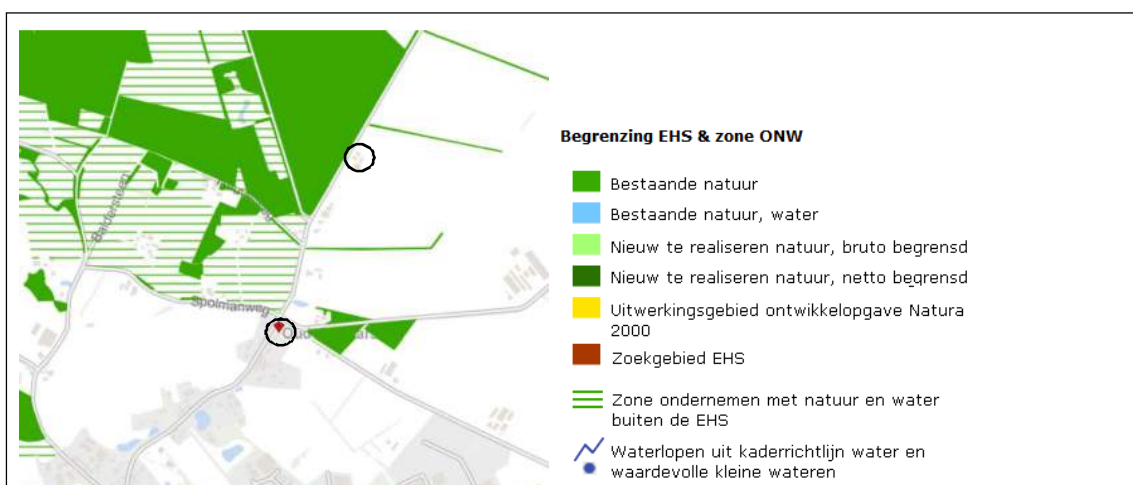 Begrenzing EHS & zone ONW
Bestaande natuur
Bestaande natuur, water
Nieuw te realiseren natuur, bruto begrensd
Nieuw te realiseren natuur, netto begrensd
Uitwerkingsgebied ontwikkelopgave Natura
2000
Zoekgebied EHS
Zone ondernemen met natuur en water
buiten de EHS
Waterlopen uit kaderrichtlijn water en
waardevolle kleine wateren
Baldersteen
Spolmanweg